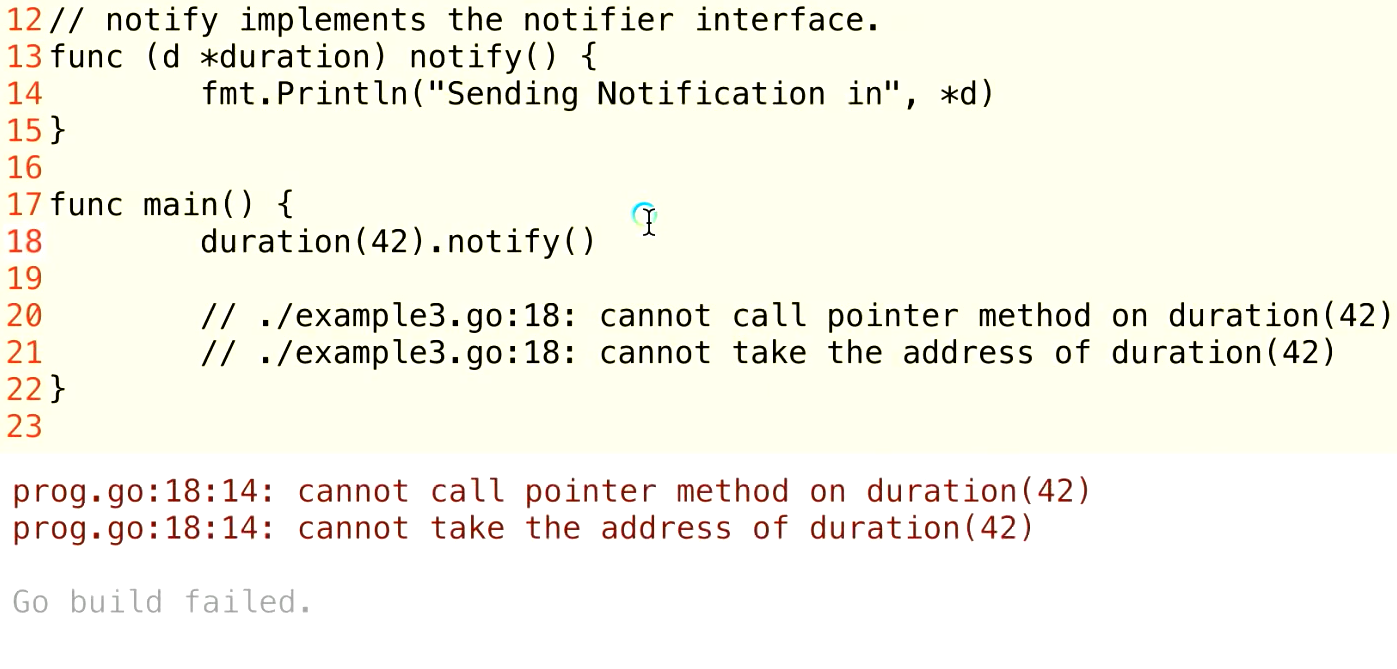 12 // notify implements the notifier interface.
13 func (d *duration) notify() {
14         fmt.Println("Sending Notification in", *d)
15 }
16
17 func main() {
18         duration(42).notify()
19
20         // ./example3.go:18: cannot call pointer method on duration(42)
21         // ./example3.go:18: cannot take the address of duration(42)
22 }
23
prog.go:18:14: cannot call pointer method on duration(42)
prog.go:18:14: cannot take the address of duration(42)
Go build failed.